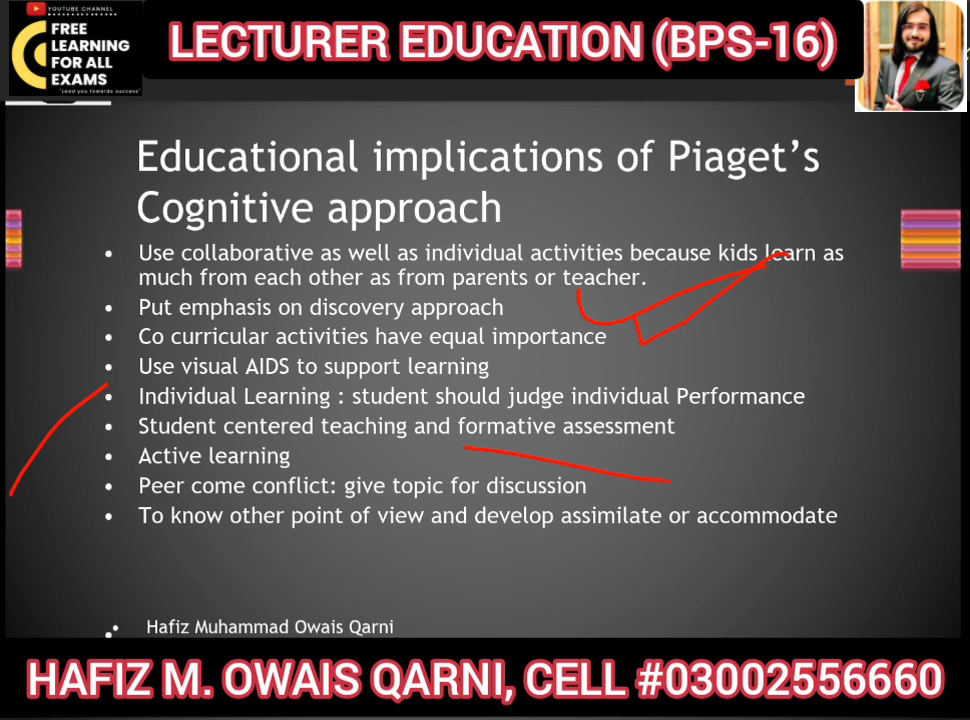 YOUTUBE CHANNEL
FREE
LEARNING
FOR ALL
EXAMS
"Lead you towards success"
LECTURER EDUCATION (BPS-16)
Educational implications of Piaget's
Cognitive approach
• Use collaborative as well as individual activities because kids learn as
much from each other as from parents or teacher.
• Put emphasis on discovery approach
• Co curricular activities have equal importance
• Use visual AIDS to support learning
• Individual Learning : student should judge individual Performance
• Student centered teaching and formative assessment
• Active learning
• Peer come conflict: give topic for discussion
• To know other point of view and develop assimilate or accommodate
• Hafiz Muhammad Owais Qarni
HAFIZ M. OWAIS QARNI, CELL #03002556660